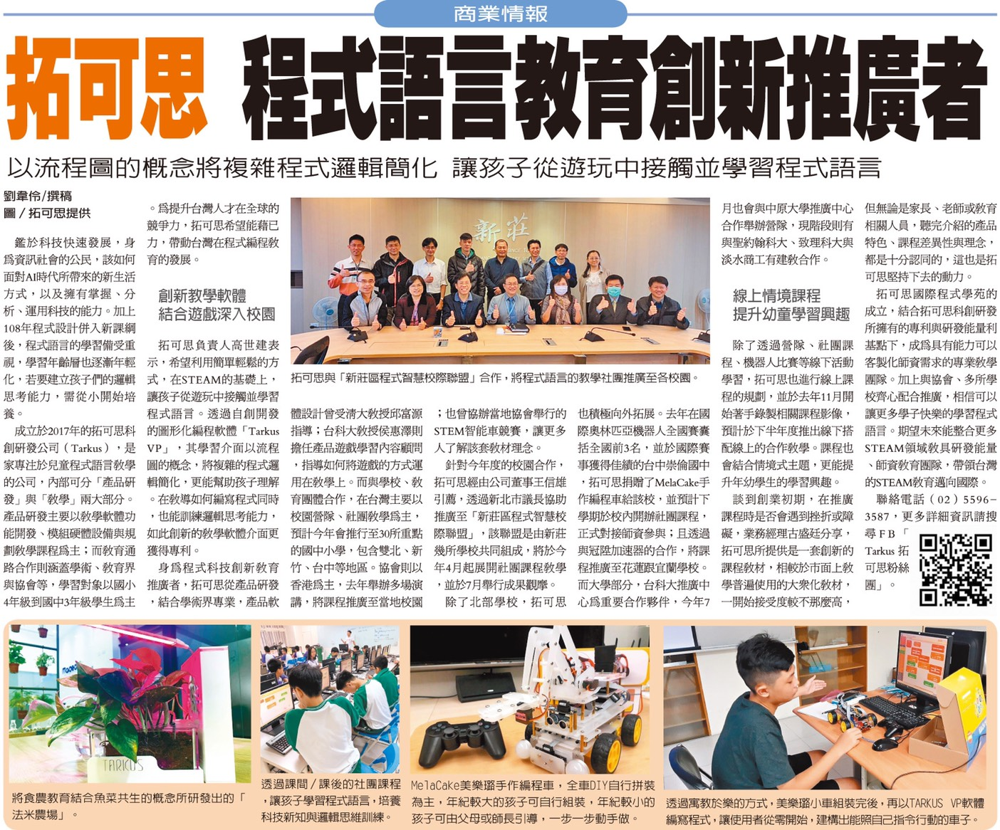 商業情報
拓可思 程式語言教育創新推廣者
以流程圖的概念將複雜程式邏輯簡化 讓孩子從遊玩中接觸並學習程式語言
劉韋伶/撰稿
圖／拓可思提供
鑑於科技快速發展，身
為資訊社會的公民，該如何
面對AI時代所帶來的新生活
方式，以及擁有掌握、分
析、運用科技的能力。加上
108年程式設計併入新課綱
後，程式語言的學習備受重
視，學習年齡層也逐漸年輕
化，若要建立孩子們的邏輯
思考能力，需從小開始培
養。
成立於2017年的拓可思科
創研發公司（Tarkus），是
家專注於兒童程式語言教學
的公司，內部可分「產品研
發」與「教學」兩大部分。
產品研發主要以教學軟體功
能開發、模組硬體設備與規
劃教學課程為主；而教育通
路合作則涵蓋學術、教育界
與協會等，學習對象以國小
4年級到國中3年級學生為主
。為提升台灣人才在全球的
競爭力，拓可思希望能藉己
力，帶動台灣在程式編程教
育的發展。
創新教學軟體
結合遊戲深入校園
拓可思負責人高世建表
示，希望利用簡單輕鬆的方
式，在STEAM的基礎上，
讓孩子從遊玩中接觸並學習
程式語言。透過自創開發
的圖形化編程軟體「Tarkus
VP」，其學習介面以流程
圖的概念，將複雜的程式邏
輯簡化，更能幫助孩子理解
。在教導如何編寫程式同時
，也能訓練邏輯思考能力，
如此創新的教學軟體介面更
獲得專利。
身為程式科技創新教育
推廣者，拓可思從產品研發
，結合學術界專業，產品軟
新莊
拓可思與「新莊區程式智慧校際聯盟」合作，將程式語言的教學社團推廣至各校園。
體設計曾受清大教授邱富源
指導；台科大教授侯惠澤則
擔任產品遊戲學習內容顧問
，指導如何將遊戲的方式運
用在教學上。而與學校、教
育團體合作，在台灣主要以
校園營隊、社團教學為主，
預計今年會推行至30所重點
的國中小學，包含雙北、新
竹、台中等地區。協會則以
香港為主，去年舉辦多場演
講，將課程推廣至當地校園
；也曾協辦當地協會舉行的
STEM智能車競賽，讓更多
人了解該套教材理念。
針對今年度的校園合作，
拓可思經由公司董事王信雄
引薦，透過新北市議長協助
推廣至「新莊區程式智慧校
際聯盟」，該聯盟是由新莊
幾所學校共同組成，將於今
年4月起展開社團課程教學
，並於7月舉行成果觀摩。
除了北部學校，拓可思
也積極向外拓展。去年在國
際奧林匹亞機器人全國賽囊
括全國前3名，並於國際賽
事獲得佳績的台中崇倫國中
，拓可思捐贈了MelaCake手
作編程車給該校，並預計下
學期於校內開辦社團課程，
正式對接師資參與；且透過
與冠陞加速器的合作，將課
程推廣至花蓮跟宜蘭學校。
而大學部分，台科大推廣中
心為重要合作夥伴，今年7
月也會與中原大學推廣中心
合作舉辦營隊，現階段則有
與聖約翰科大、致理科大與
淡水商工有建教合作。
線上情境課程
提升幼童學習興趣
除了透過營隊、社團課
程、機器人比賽等線下活動
學習，拓可思也進行線上課
程的規劃，並於去年11月開
始著手錄製相關課程影像，
預計於下半年度推出線下搭
配線上的合作教學。課程也
會結合情境式主題，更能提
升年幼學生的學習興趣。
談到創業初期，在推廣
課程時是否會遇到挫折或障
礙，業務經理古盛廷分享，
拓可思所提供是一套創新的
課程教材，相較於市面上教
學普遍使用的大衆化教材，
一開始接受度較不那麼高，
但無論是家長、老師或教育
相關人員，聽完介紹的產品
特色、課程差異性與理念，
都是十分認同的，這也是拓
可思堅持下去的動力。
拓可思國際程式學苑的
成立，結合拓可思科創研發
所擁有的專利與研發能量利
基點下，成為具有能力可以
客製化師資需求的專業教學
團隊。加上與協會、多所學
校齊心配合推廣，相信可以
讓更多學子快樂的學習程式
語言。期望未來能整合更多
STEAM領域教具研發能量
、師資教育團隊，帶領台灣
的STEAM教育邁向國際。
聯絡電話（02）5596-
3587，更多詳細資訊請搜
尋FB「
Tarkus 拓
可思粉絲
團」。
TARKUS
將食農教育結合魚菜共生的概念所研發出的「
法米農場」。
透過課間／課後的社團課程
，讓孩子學習程式語言，培養
科技新知與邏輯思維訓練。
MelaCake美樂璐手作編程車，全車DIY自行拼裝
為主，年紀較大的孩子可自行組裝，年紀較小的
孩子可由父母或師長引導，一步一步動手做。
透過寓教於樂的方式，美樂璐小車組裝完後，再以TARKUS VP軟體
編寫程式，讓使用者從零開始，建構出能照自己指令行動的車子。